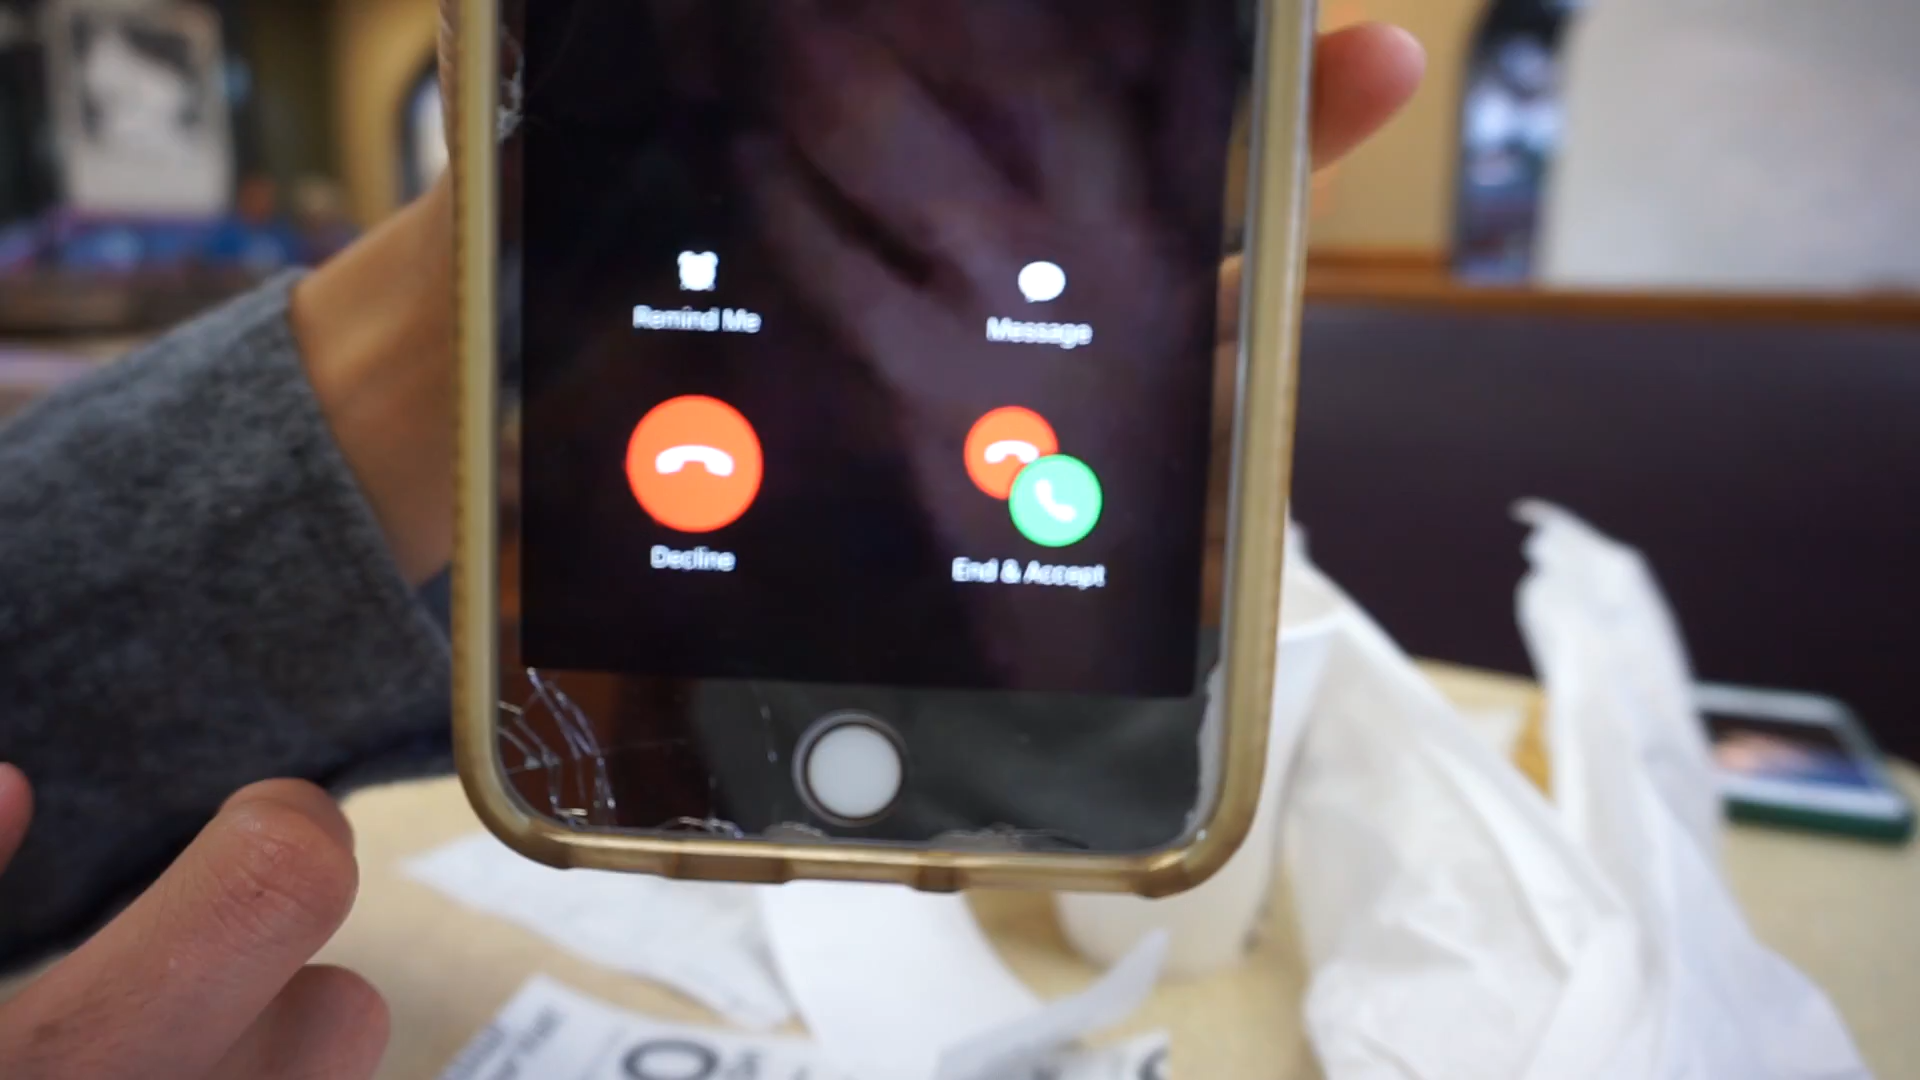 Remind Me
Message
Decline
End & Accept